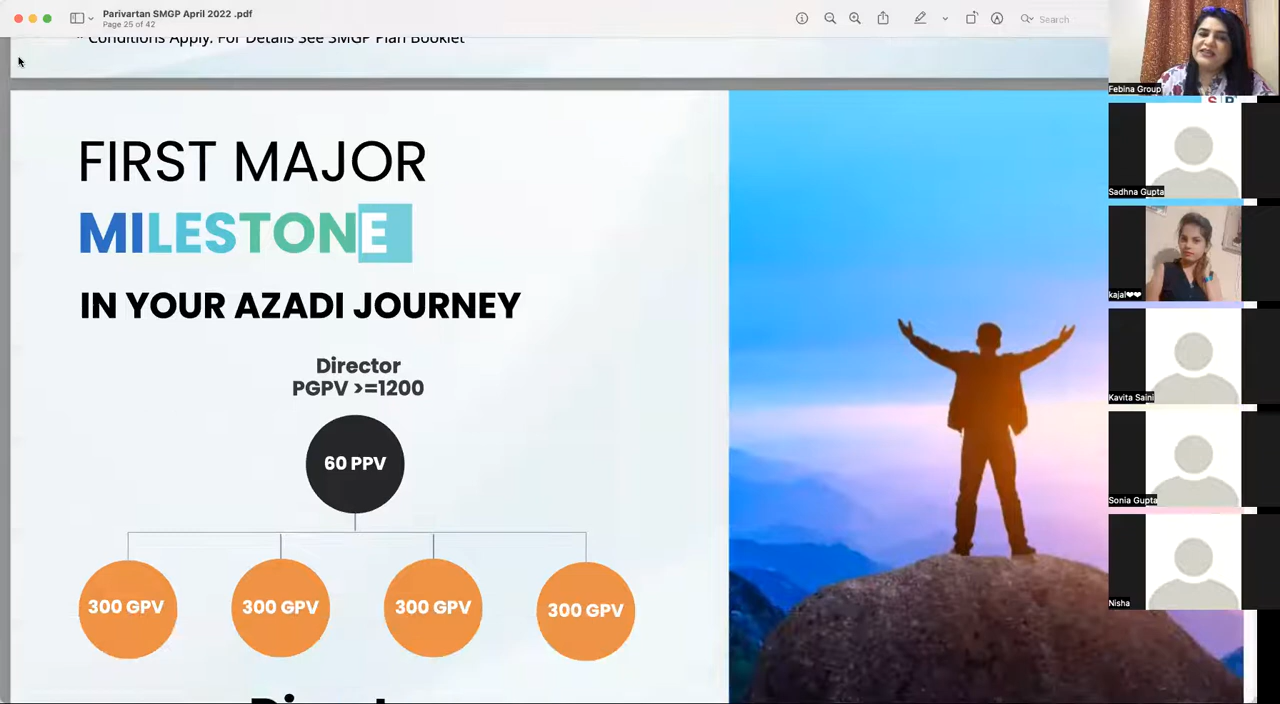 Parivartan SMGP April 2022 .pdf
Page 25 of 42
Search
* Conditions Apply. For Details See SMGP Plan Booklet
FIRST MAJOR
MILESTONE
IN YOUR AZADI JOURNEY
Director
PGPV >=1200
60 PPV
300 GPV
300 GPV
300 GPV
300 GPV
Febina Group
Sadhna Gupta
kajal❤❤
Kavita Saini
Sonia Gupta
Nisha